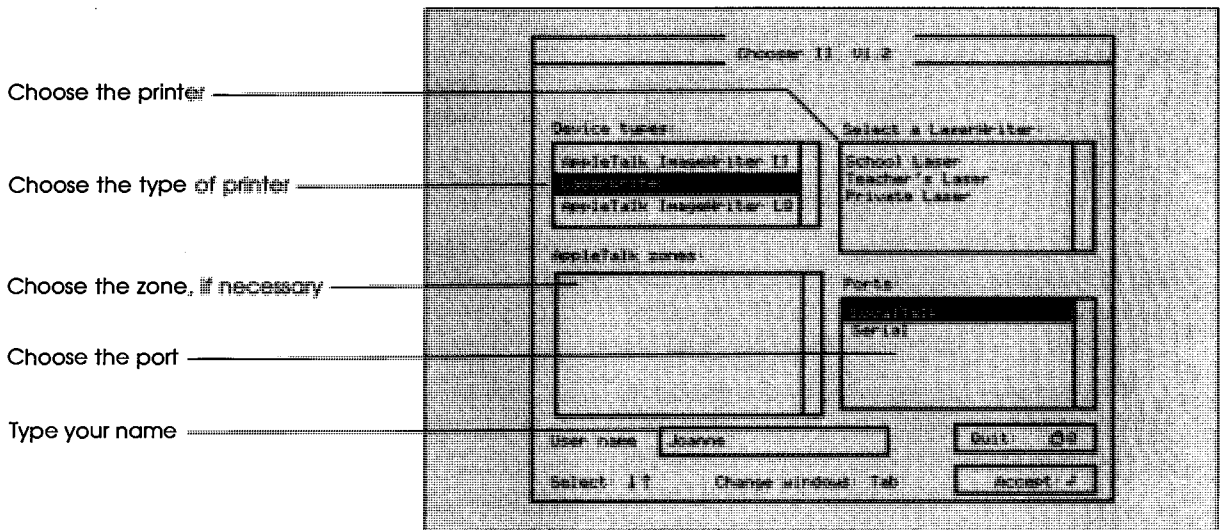 Chooser II V1.2
Choose the printer
Device types:
Select a LaserWriter:
AppleTalk ImageWriter II
LaserWriter
AppleTalk ImageWriter LQ
School Laser
Teacher's Laser
Private Laser
Choose the type of printer
AppleTalk zones:
Choose the zone, if necessary
Ports
LocalTalk
Serial
Choose the port
Type your name
User name
Joanne
Quit:
Select: ↓ ↑
Change windows: Tab
Accept: ↲